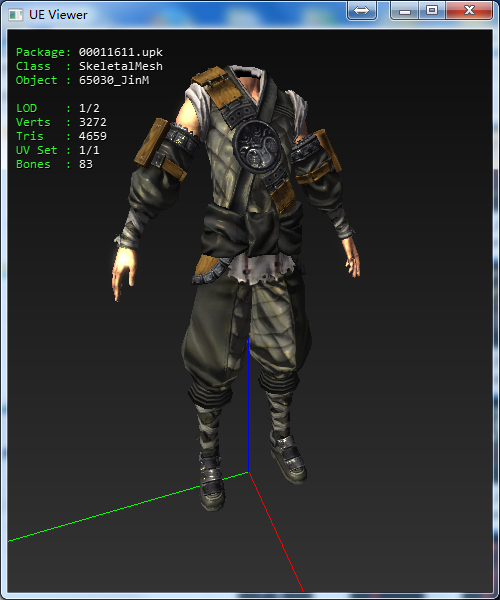 UE Viewer
Package: 00011611.upk
Class : SkeletalMesh
Object : 65030_JinM
LOD : 1/2
Verts : 3272
Tris : 4659
UV Set : 1/1
Bones : 83